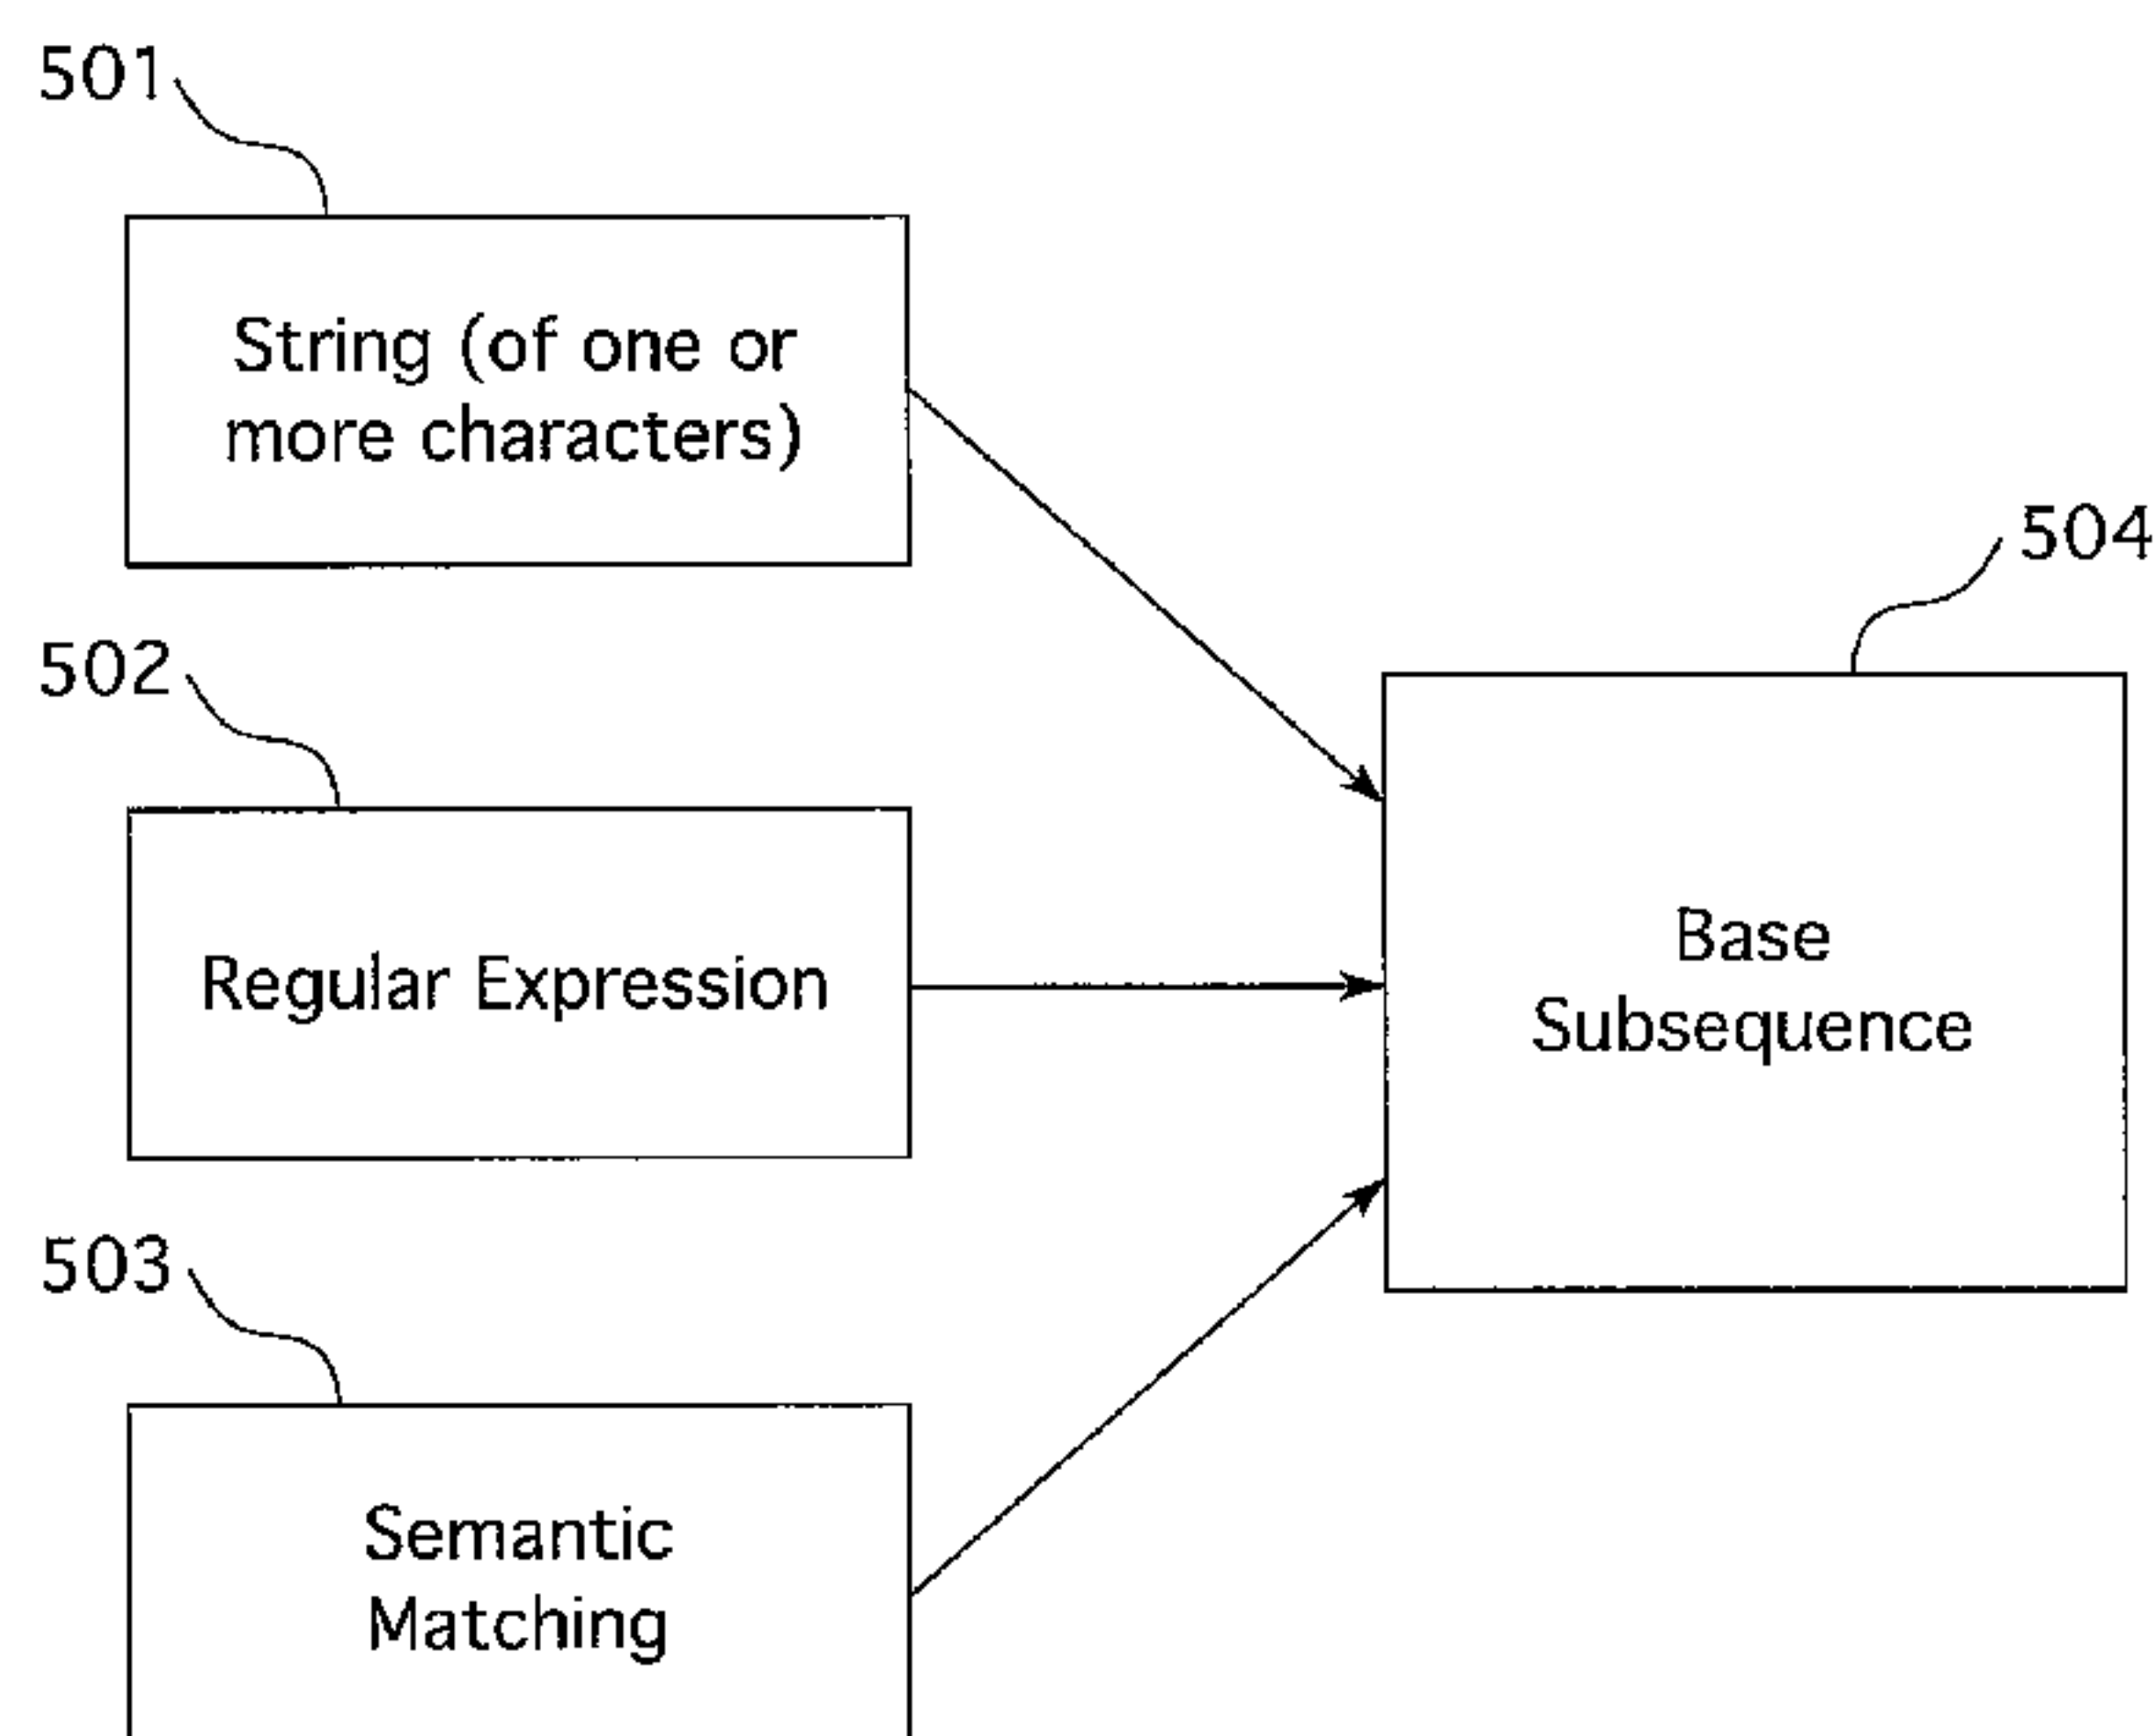 501
String (of one or
more characters)
504
502
Regular Expression
Base
Subsequence
503
Semantic
Matching